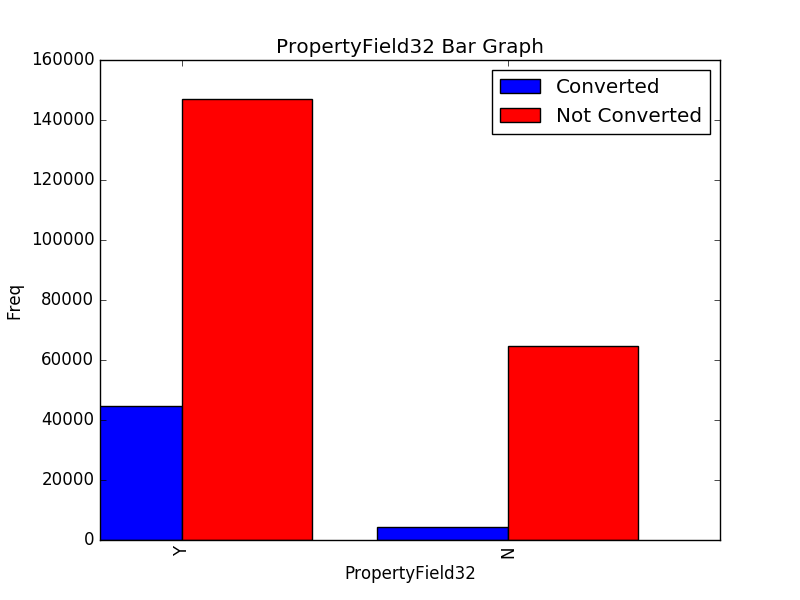 PropertyField32 Bar Graph
160000
140000
120000
100000
80000
60000
40000
20000
0
Freq
Converted
Not Converted
Y
N
PropertyField32